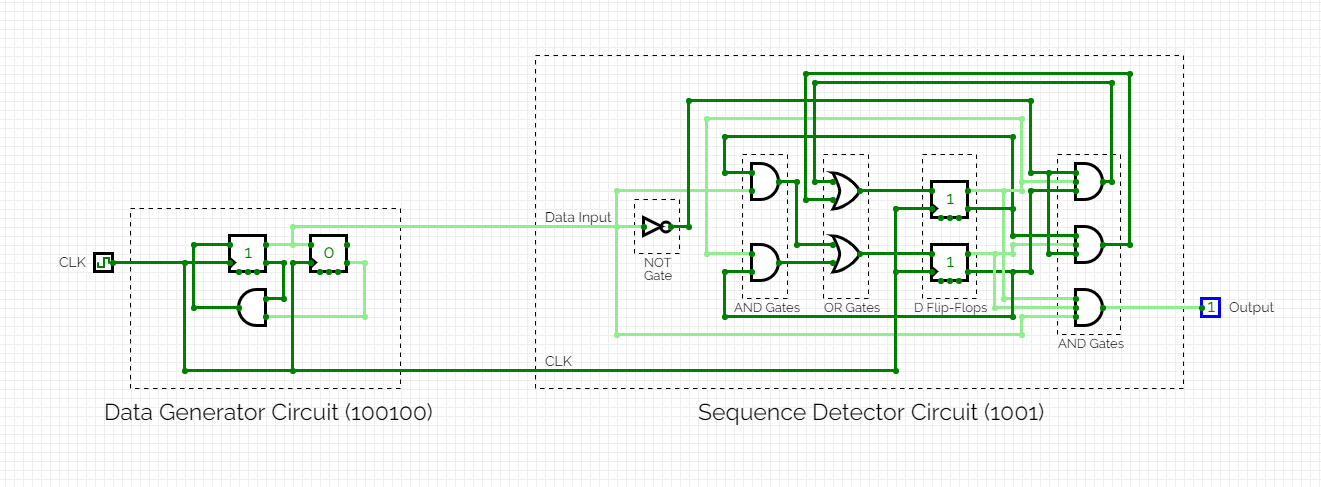 Data Input
1
NOT
Gate
1
0
CLK
1
AND Gates
OR Gates
D Flip-Flops
1
Output
AND Gates
CLK
Data Generator Circuit (100100)
Sequence Detector Circuit (1001)